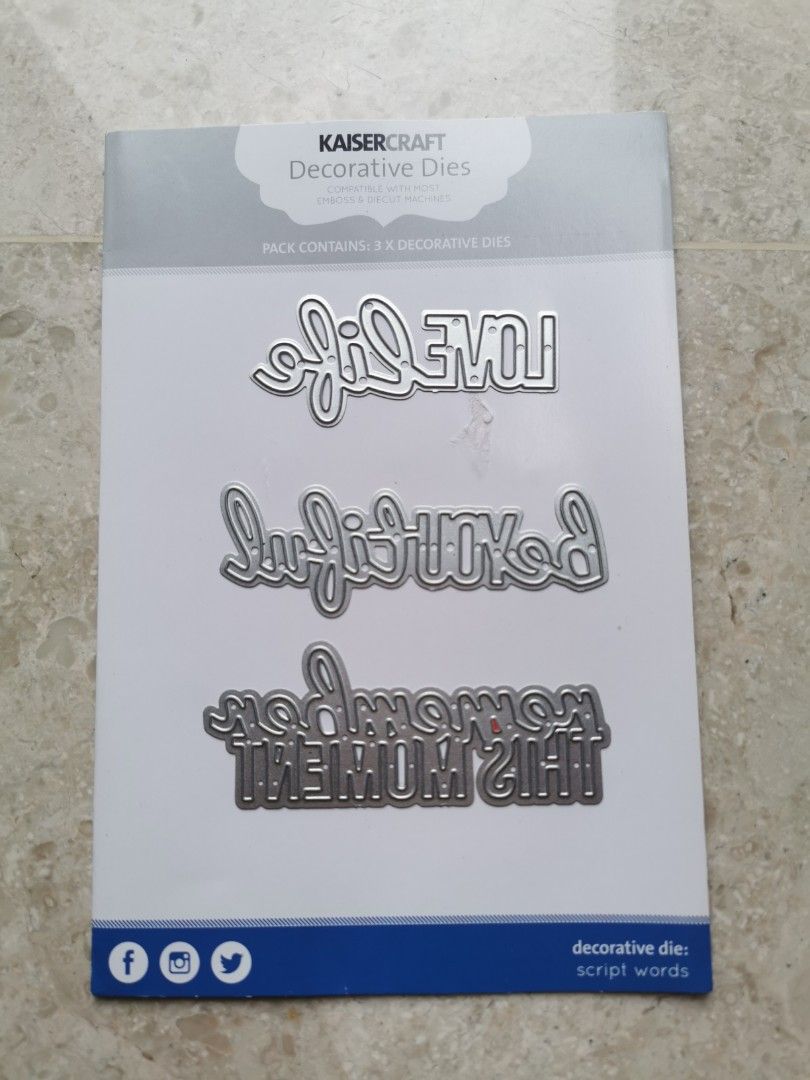 KAISERCRAFT
Decorative Dies
COMPATIBLE WITH MOST
EMBOSS & DIECUT MACHINES
PACK CONTAINS: 3 X DECORATIVE DIES
LOVE life
BeYOUtiful
remember
THIS MOMENT
decorative die:
script words